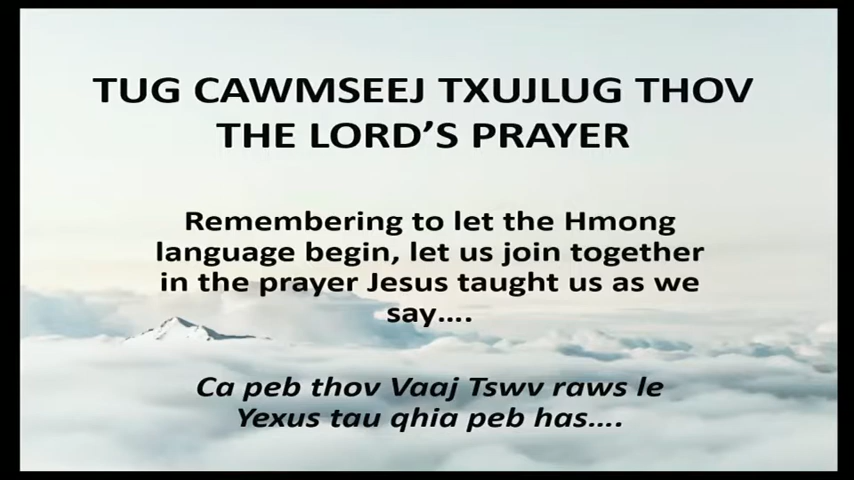 TUG CAWMSEEJ TXUJLUG THOV
THE LORD'S PRAYER
Remembering to let the Hmong
language begin, let us join together
in the prayer Jesus taught us as we
say....
Ca peb thov Vaaj Tswv raws le
Yexus tau qhia peb has....